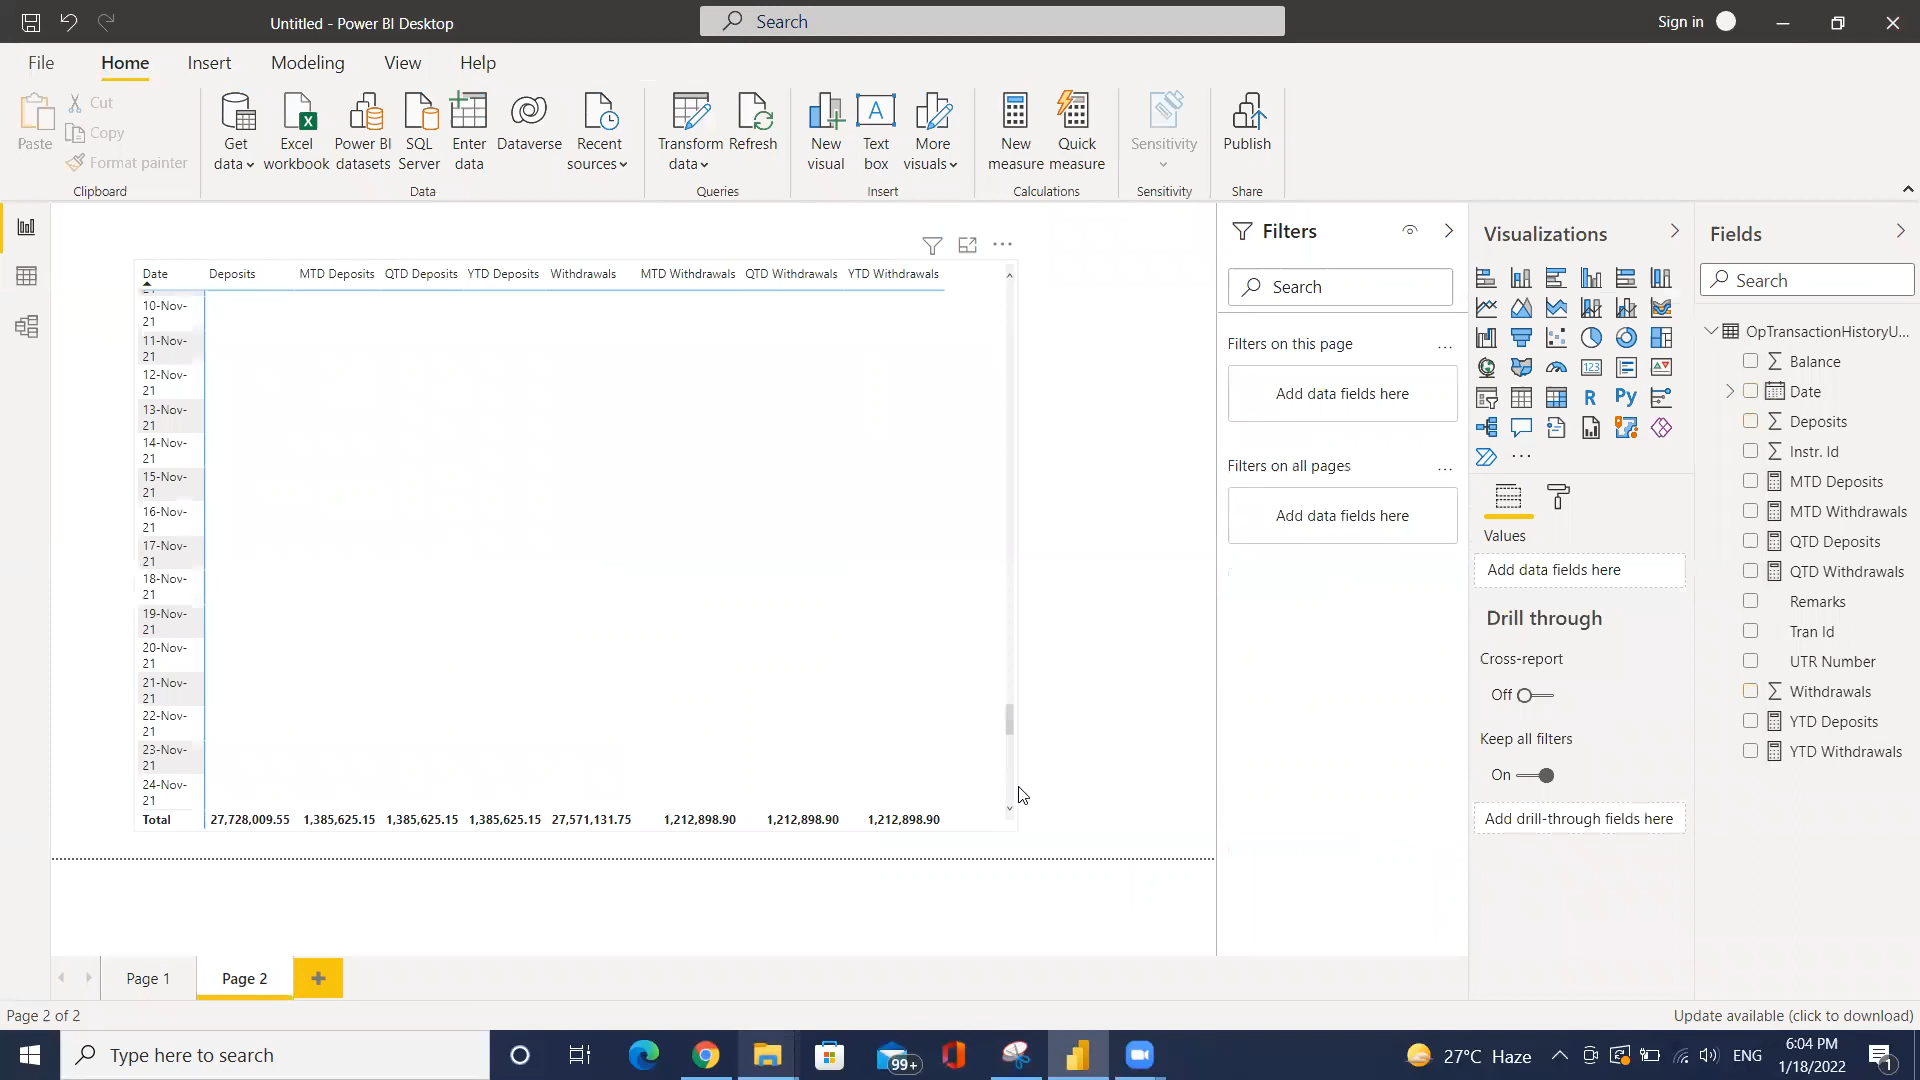 Untitled - Power BI Desktop
Search
Sign in
File
Home
Insert
Modeling
View
Help
Paste
Cut
Copy
Format painter
Clipboard
Get data
Excel workbook
Power BI datasets
SQL Server
Enter data
Dataverse
Recent sources
Data
Transform data
Refresh
Queries
New visual
Text box
More visuals
Insert
New measure
Quick measure
Calculations
Sensitivity
Sensitivity
Publish
Share
Date Deposits MTD Deposits QTD Deposits YTD Deposits Withdrawals MTD Withdrawals QTD Withdrawals YTD Withdrawals
10-Nov-
21
11-Nov-
21
12-Nov-
21
13-Nov-
21
14-Nov-
21
15-Nov-
21
16-Nov-
21
17-Nov-
21
18-Nov-
21
19-Nov-
21
20-Nov-
21
21-Nov-
21
22-Nov-
21
23-Nov-
21
24-Nov-
21
Total 27,728,009.55 1,385,625.15 1,385,625.15 1,385,625.15 27,571,131.75 1,212,898.90 1,212,898.90 1,212,898.90
Filters
Search
Filters on this page
Add data fields here
Filters on all pages
Add data fields here
Visualizations
123
R
Py
Values
Add data fields here
Drill through
Cross-report
Off
Keep all filters
On
Add drill-through fields here
Fields
Search
OpTransactionHistoryU...
Balance
Date
Deposits
Instr. Id
MTD Deposits
MTD Withdrawals
QTD Deposits
QTD Withdrawals
Remarks
Tran Id
UTR Number
Withdrawals
YTD Deposits
YTD Withdrawals
Page 1
Page 2
Page 2 of 2
Update available (click to download)
Type here to search
99+
27°C Haze
ENG
6:04 PM
1/18/2022
1